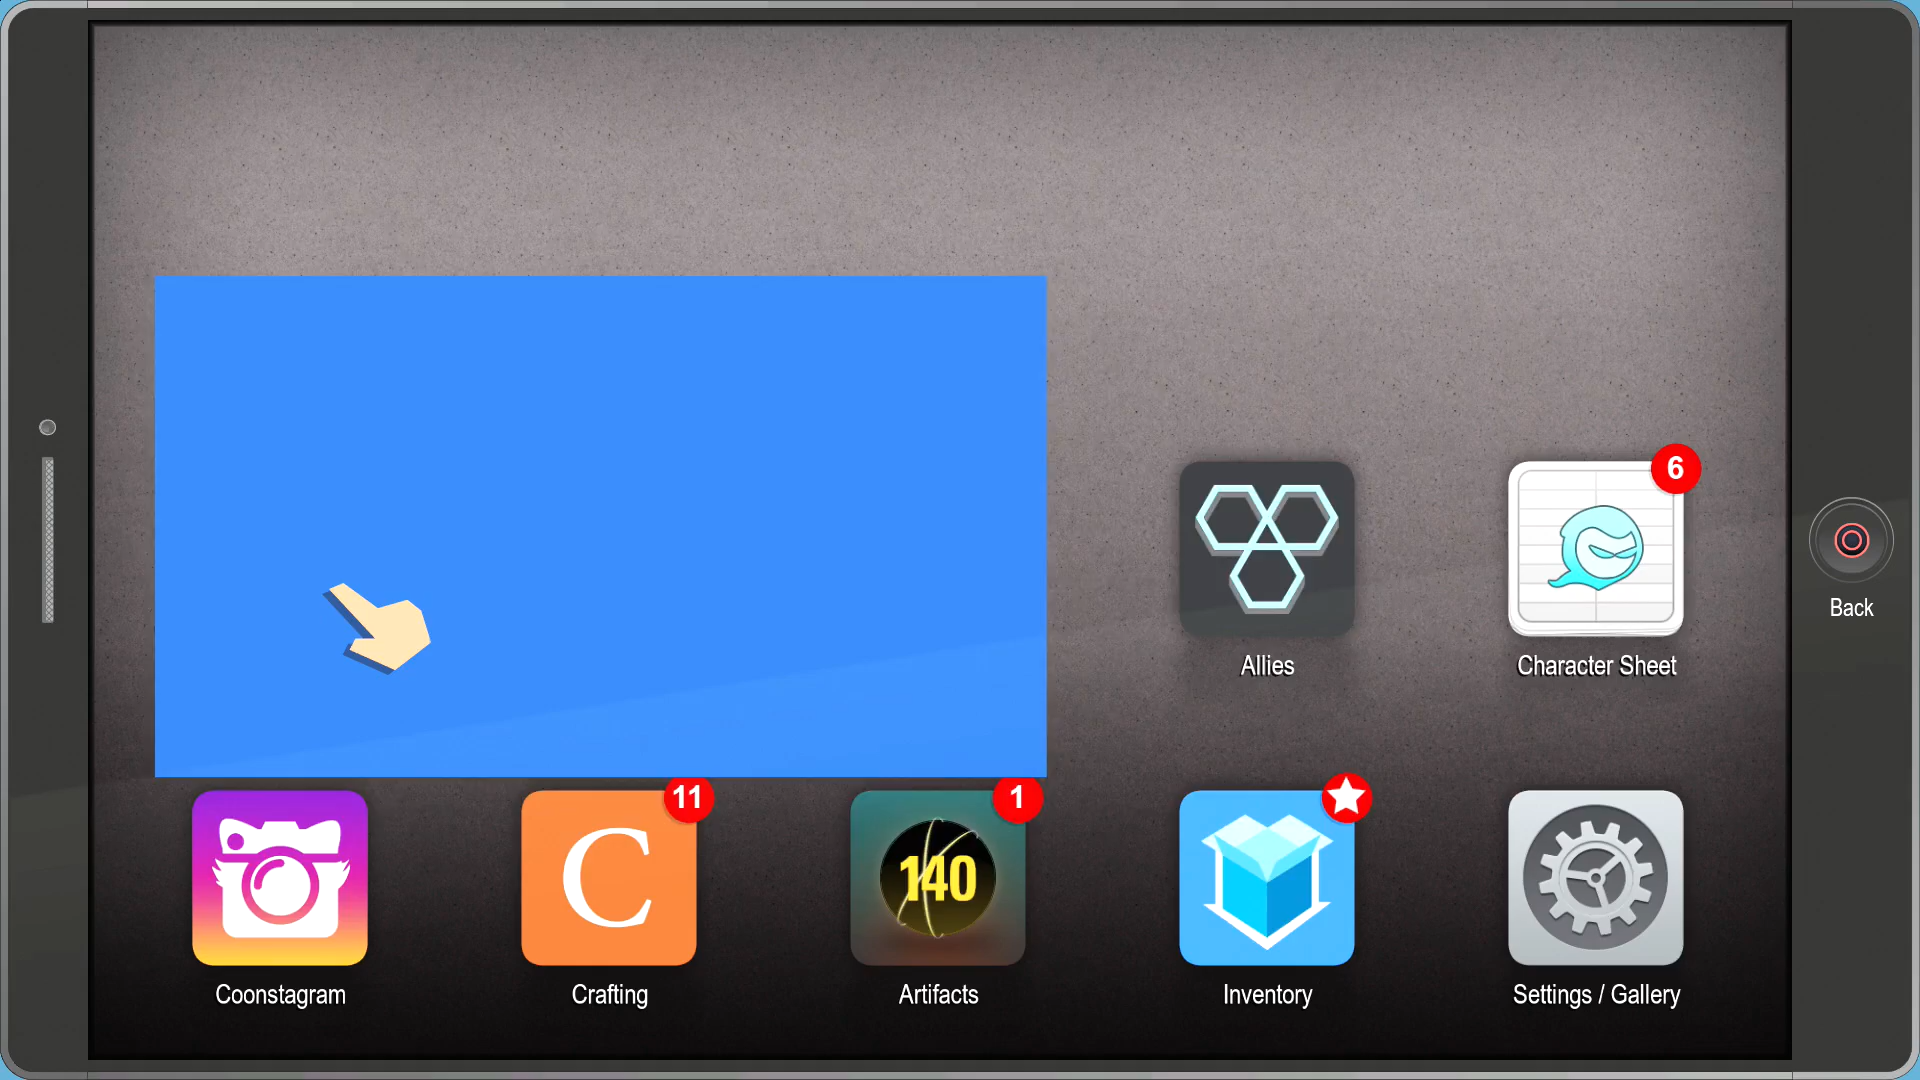 6
Allies
Character Sheet
Back
11
1
C
140
Coonstagram
Crafting
Artifacts
Inventory
Settings / Gallery